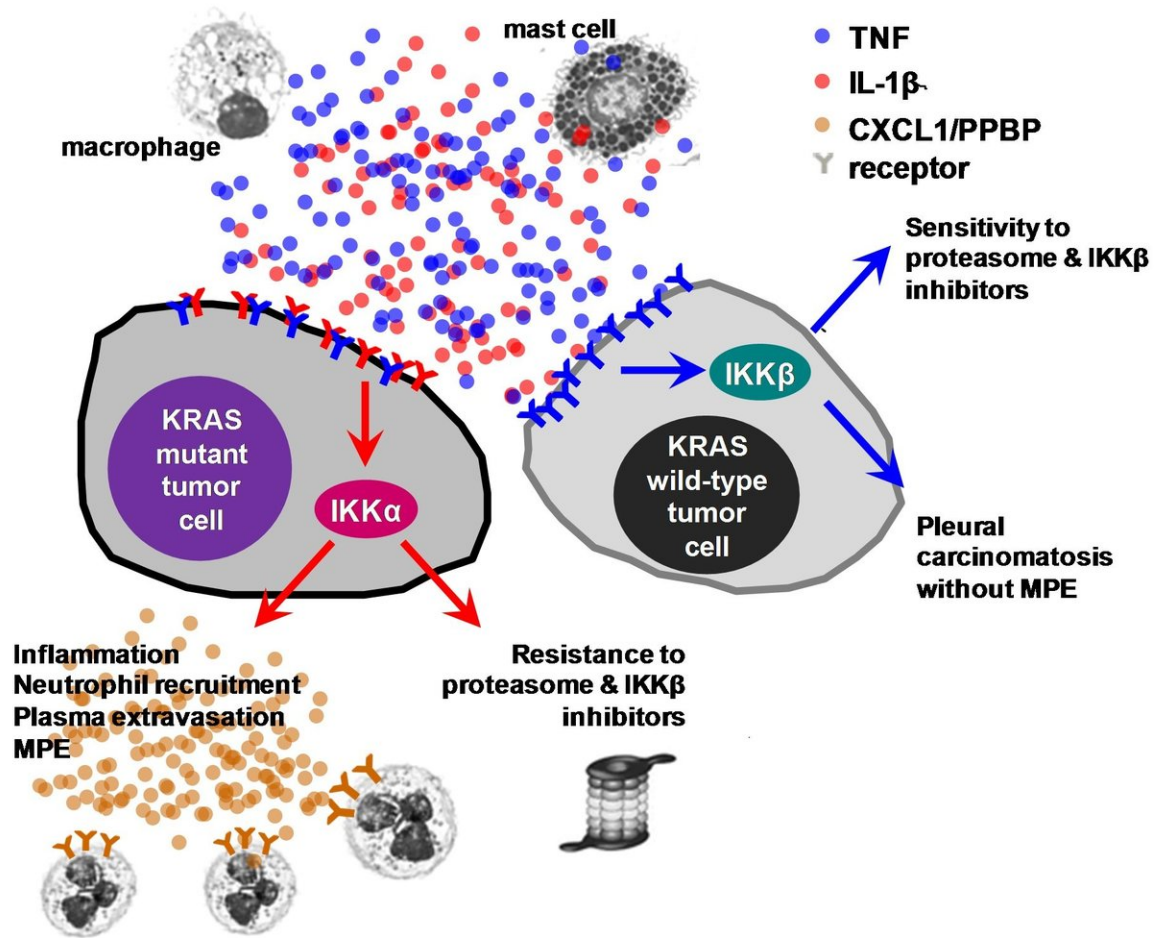 macrophage
mast cell
TNF
IL-1β
CXCL1/PPBP
receptor
Sensitivity to
proteasome & IKKβ
inhibitors
KRAS
mutant
tumor
cell
IKKα
IKKβ
KRAS
wild-type
tumor
cell
Pleural
carcinomatosis
without MPE
Inflammation
Neutrophil recruitment
Plasma extravasation
MPE
Resistance to
proteasome & IKKβ
inhibitors